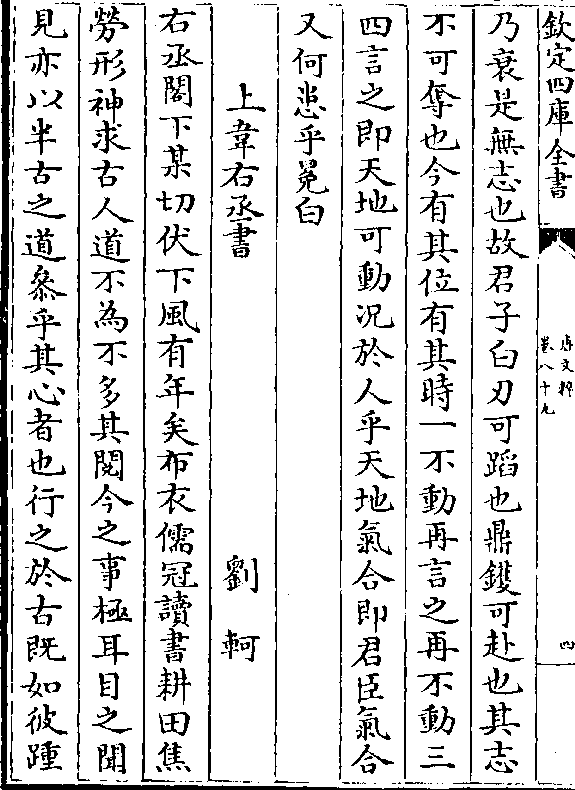 欽定四庫全書
唐文粹
卷八十九
四
乃衰是無志也故君子白刃可蹈也鼎鑊可赴也其志
不可奪也今有其位有其時一不動再言之再不動三
四言之即天地可動况於人乎天地氣合即君臣氣合
又何患乎冕白
上韋右丞書
劉軻
右丞閣下某切伏下風有年矣布衣儒冠讀書耕田焦
勞形神求古人道不為不多其閱今之事極耳目之聞
見亦以半古之道叅乎其心者也行之於古既如彼踵